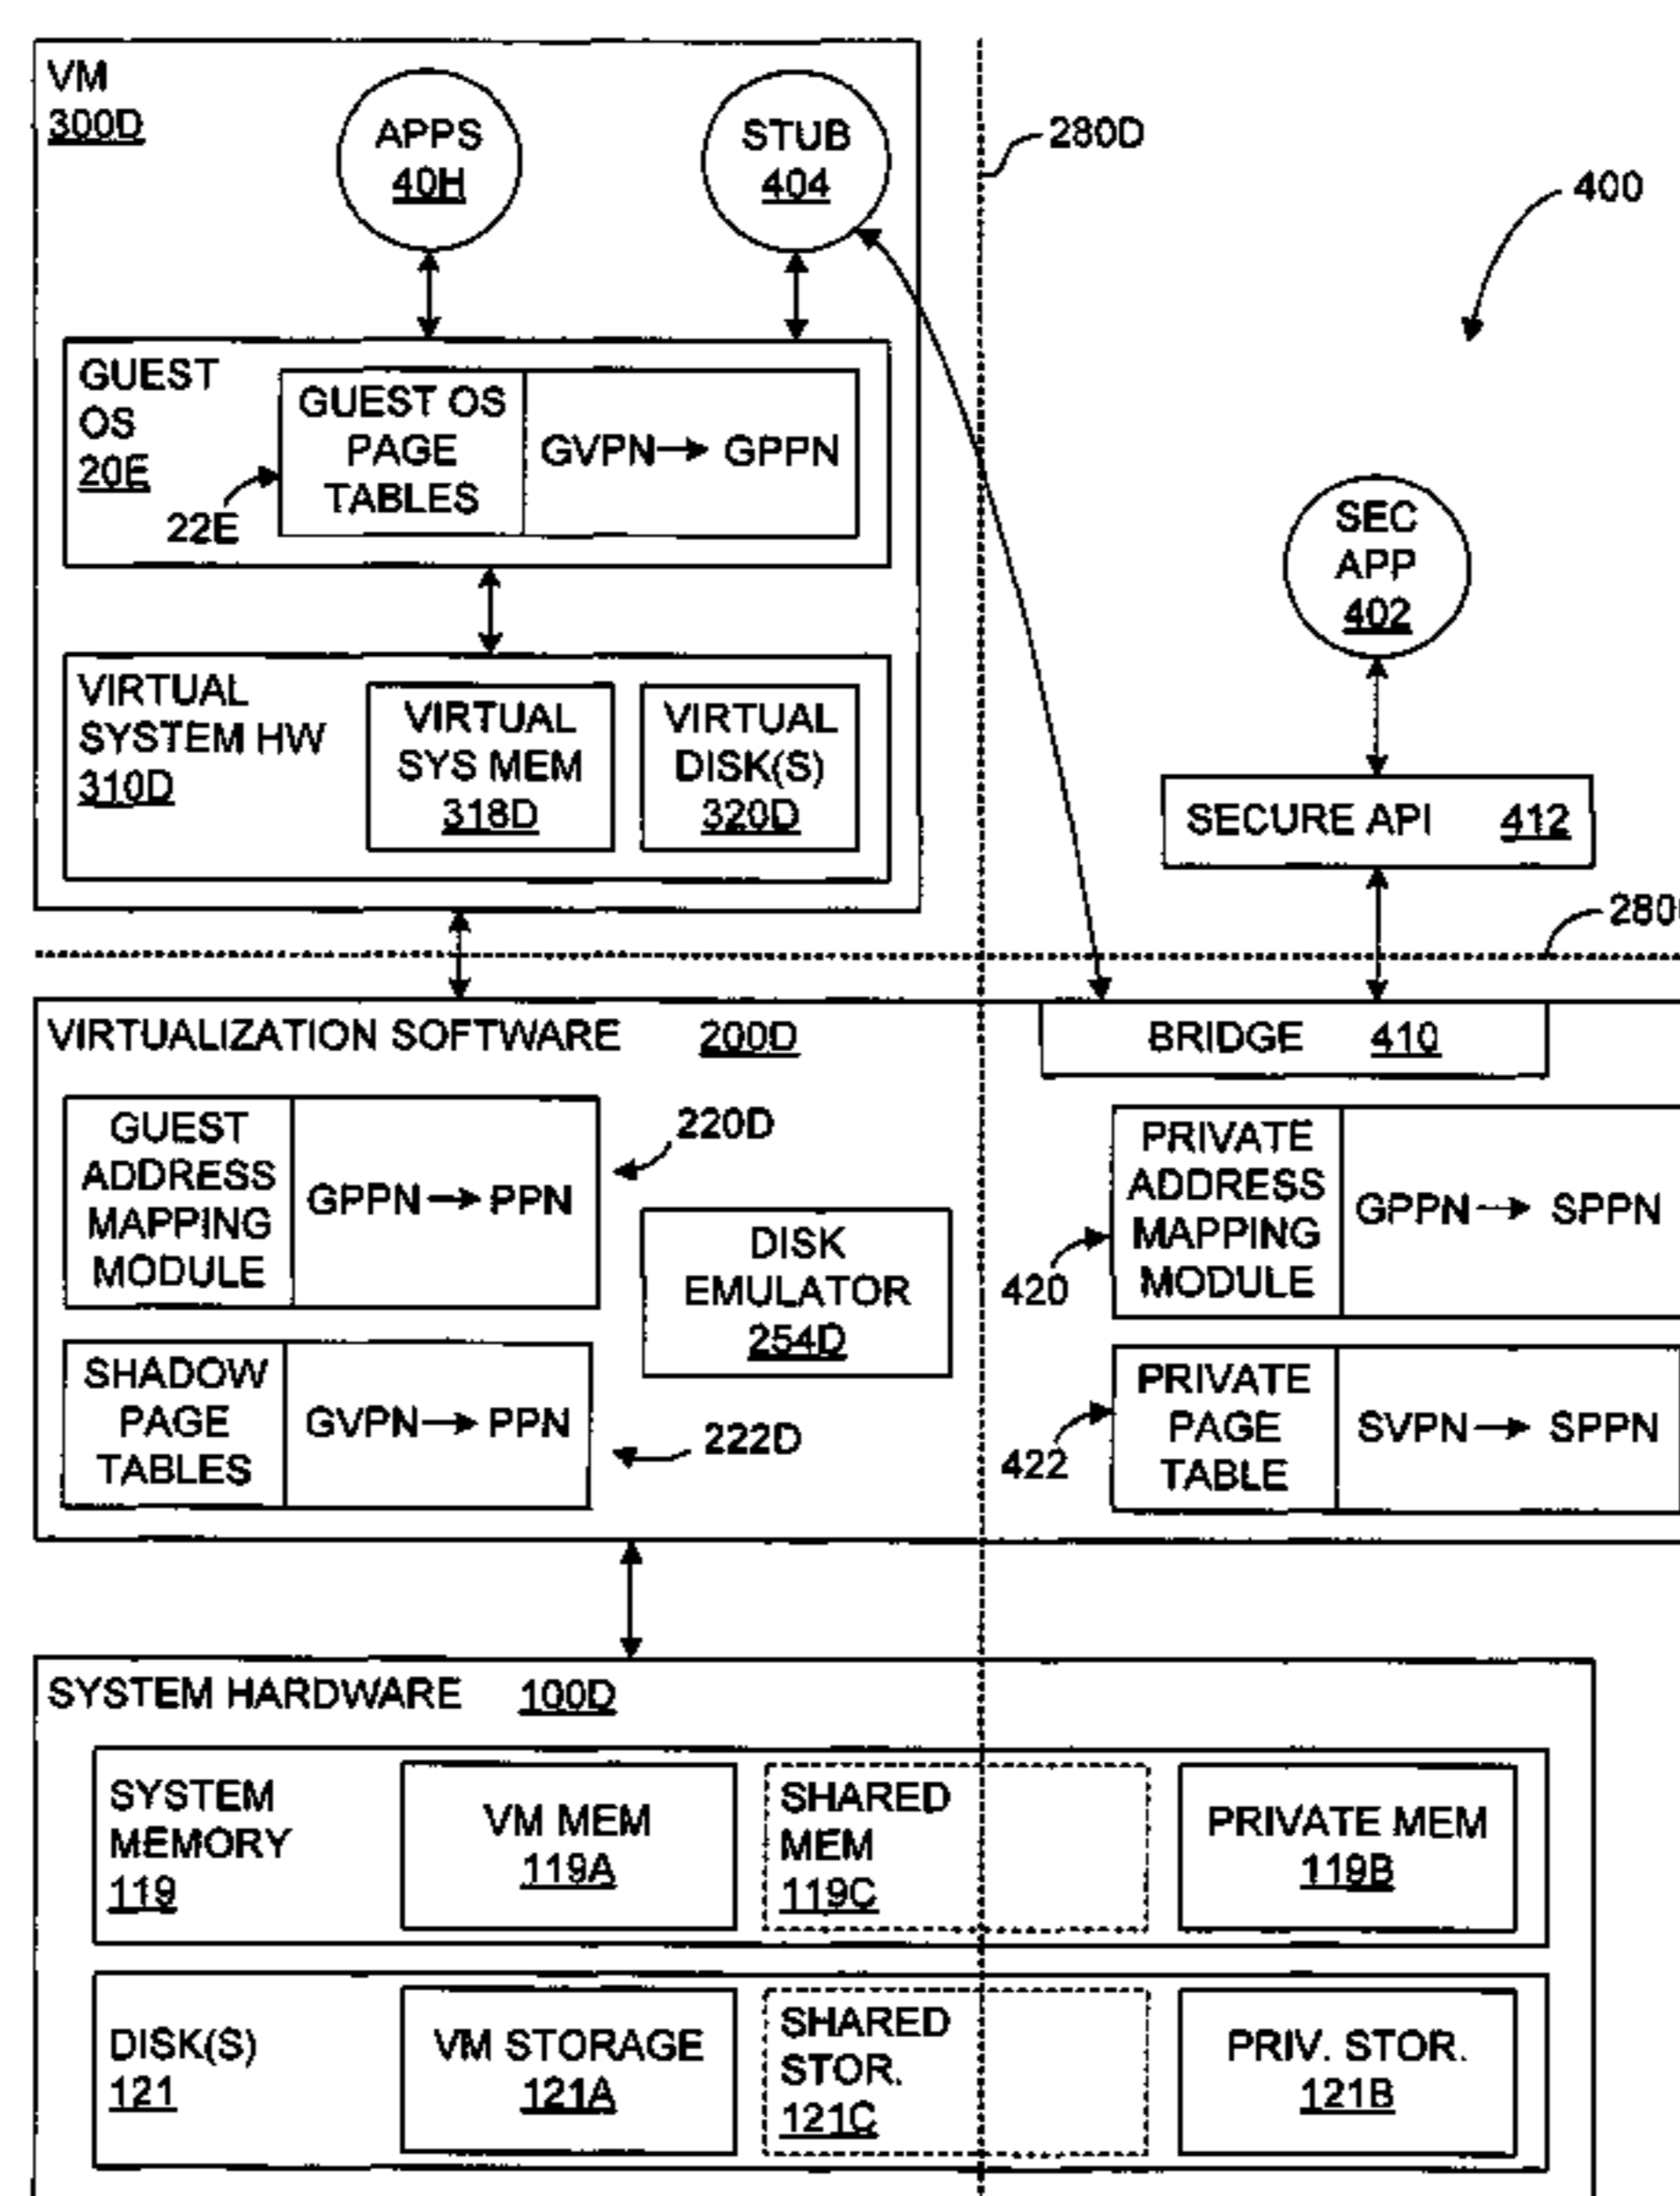 VM
300D
APPS
40H
STUB
404
280D
400
GUEST
OS
20E
22E
GUEST OS
PAGE
TABLES
GVPN → GPPN
SEC
APP
402
VIRTUAL
SYSTEM HW
310D
VIRTUAL
SYS MEM
318D
VIRTUAL
DISK(S)
320D
SECURE API 412
280
VIRTUALIZATION SOFTWARE 200D
BRIDGE 410
GUEST
ADDRESS
MAPPING
MODULE
GPPN → PPN
220D
DISK
EMULATOR
254D
420
PRIVATE
ADDRESS
MAPPING
MODULE
GPPN → SPPN
SHADOW
PAGE
TABLES
GVPN → PPN
222D
422
PRIVATE
PAGE
TABLE
SVPN → SPPN
SYSTEM HARDWARE 100D
SYSTEM
MEMORY
119
VM MEM
119A
SHARED
MEM
119C
PRIVATE MEM
119B
DISK(S)
121
VM STORAGE
121A
SHARED
STOR.
121C
PRIV. STOR.
121B